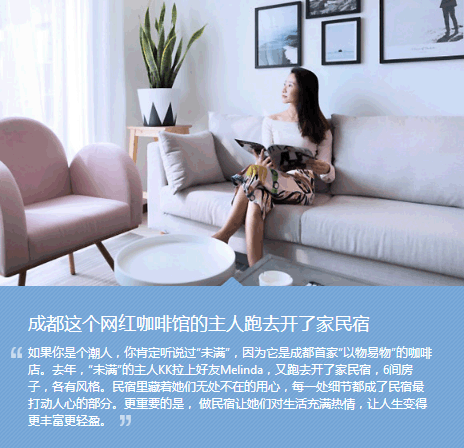 成都这个网红咖啡馆的主人跑去开了家民宿
“如果你是个潮人，你肯定听说过“未满”，因为它是成都首家“以物易物”的咖啡
店。去年，“未满”的主人KK拉上好友Melinda，又跑去开了家民宿，6间房
子，各有风格。民宿里藏着她们无处不在的用心，每一处细节都成了民宿最
打动人心的部分。更重要的是， 做民宿让她们对生活充满热情，让人生变得
更丰富更轻盈。 ”